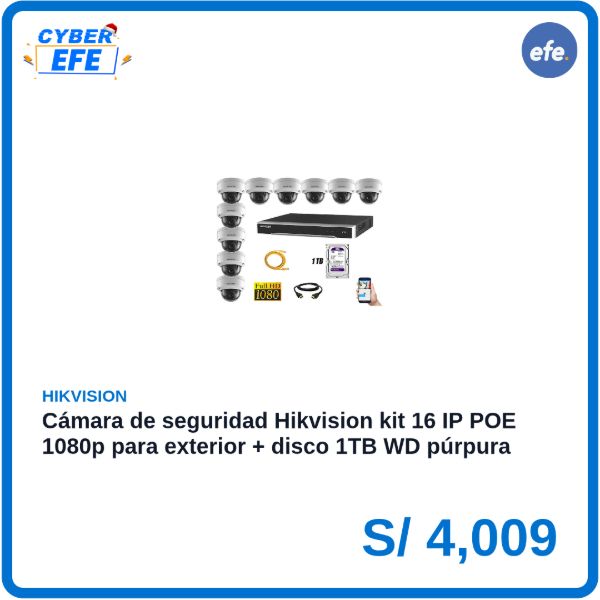 CYBER
EFE
efe.
1TB
Full HD
1080
HIKVISION
Cámara de seguridad Hikvision kit 16 IP POE
1080p para exterior + disco 1TB WD púrpura
S/ 4,009